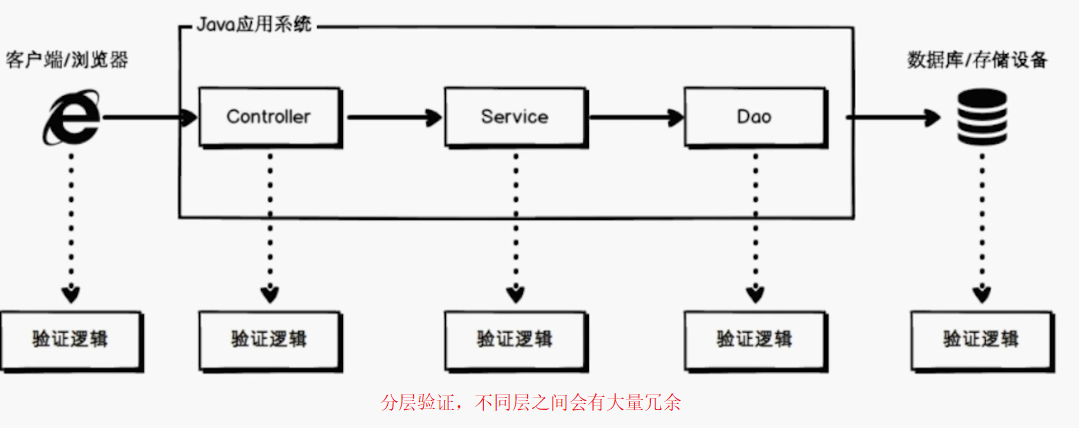 Java应用系统
客户端/浏览器
数据库/存储设备
Controller
Service
Dao
验证逻辑
验证逻辑
验证逻辑
验证逻辑
验证逻辑
分层验证，不同层之间会有大量冗余